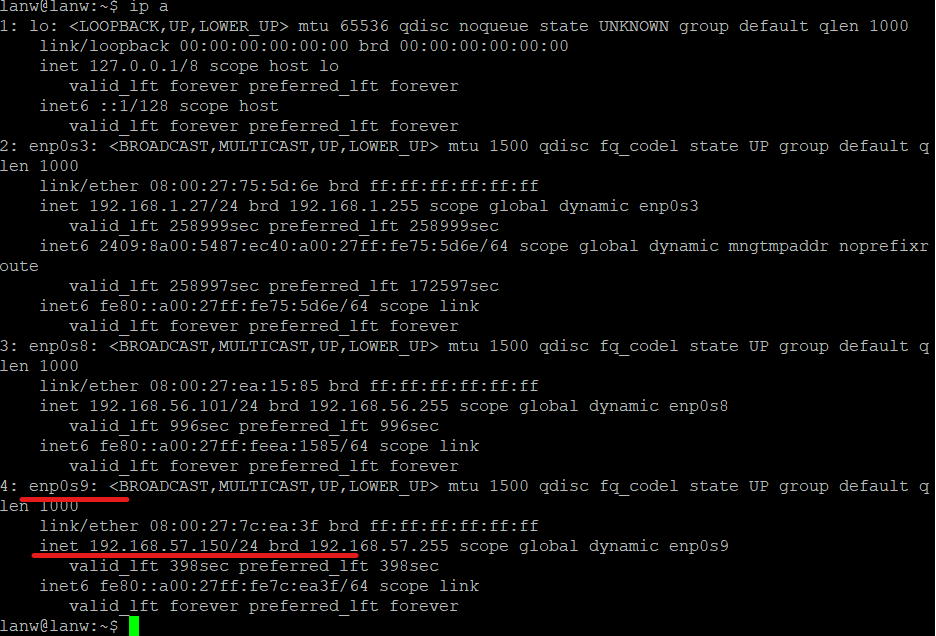 lanw@lanw:~$ ip a
1: lo: <LOOPBACK,UP,LOWER_UP> mtu 65536 qdisc noqueue state UNKNOWN group default qlen 1000
    link/loopback 00:00:00:00:00:00 brd 00:00:00:00:00:00
    inet 127.0.0.1/8 scope host lo
       valid_lft forever preferred_lft forever
    inet6 ::1/128 scope host
       valid_lft forever preferred_lft forever
2: enp0s3: <BROADCAST,MULTICAST,UP,LOWER_UP> mtu 1500 qdisc fq_codel state UP group default q
len 1000
    link/ether 08:00:27:75:5d:6e brd ff:ff:ff:ff:ff:ff
    inet 192.168.1.27/24 brd 192.168.1.255 scope global dynamic enp0s3
       valid_lft 258999sec preferred_lft 258999sec
    inet6 2409:8a00:5487:ec40:a00:27ff:fe75:5d6e/64 scope global dynamic mngtmpaddr noprefixr
oute
       valid_lft 258997sec preferred_lft 172597sec
    inet6 fe80::a00:27ff:fe75:5d6e/64 scope link
       valid_lft forever preferred_lft forever
3: enp0s8: <BROADCAST,MULTICAST,UP,LOWER_UP> mtu 1500 qdisc fq_codel state UP group default q
len 1000
    link/ether 08:00:27:ea:15:85 brd ff:ff:ff:ff:ff:ff
    inet 192.168.56.101/24 brd 192.168.56.255 scope global dynamic enp0s8
       valid_lft 996sec preferred_lft 996sec
    inet6 fe80::a00:27ff:feea:1585/64 scope link
       valid_lft forever preferred_lft forever
4: enp0s9: <BROADCAST,MULTICAST,UP,LOWER_UP> mtu 1500 qdisc fq_codel state UP group default q
len 1000
    link/ether 08:00:27:7c:ea:3f brd ff:ff:ff:ff:ff:ff
    inet 192.168.57.150/24 brd 192.168.57.255 scope global dynamic enp0s9
       valid_lft 398sec preferred_lft 398sec
    inet6 fe80::a00:27ff:fe7c:ea3f/64 scope link
       valid_lft forever preferred_lft forever
lanw@lanw:~$